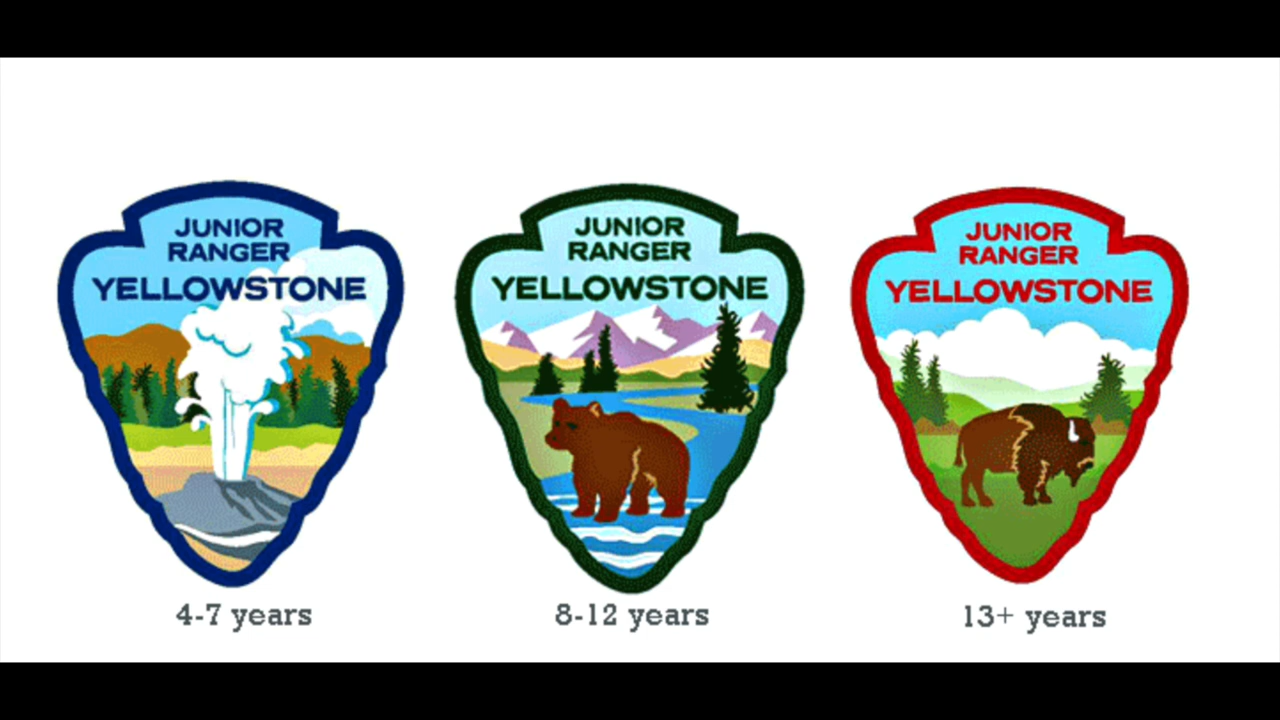 JUNIOR
RANGER
YELLOWSTONE
4-7 years
JUNIOR
RANGER
YELLOWSTONE
8-12 years
JUNIOR
RANGER
YELLOWSTONE
13+ years